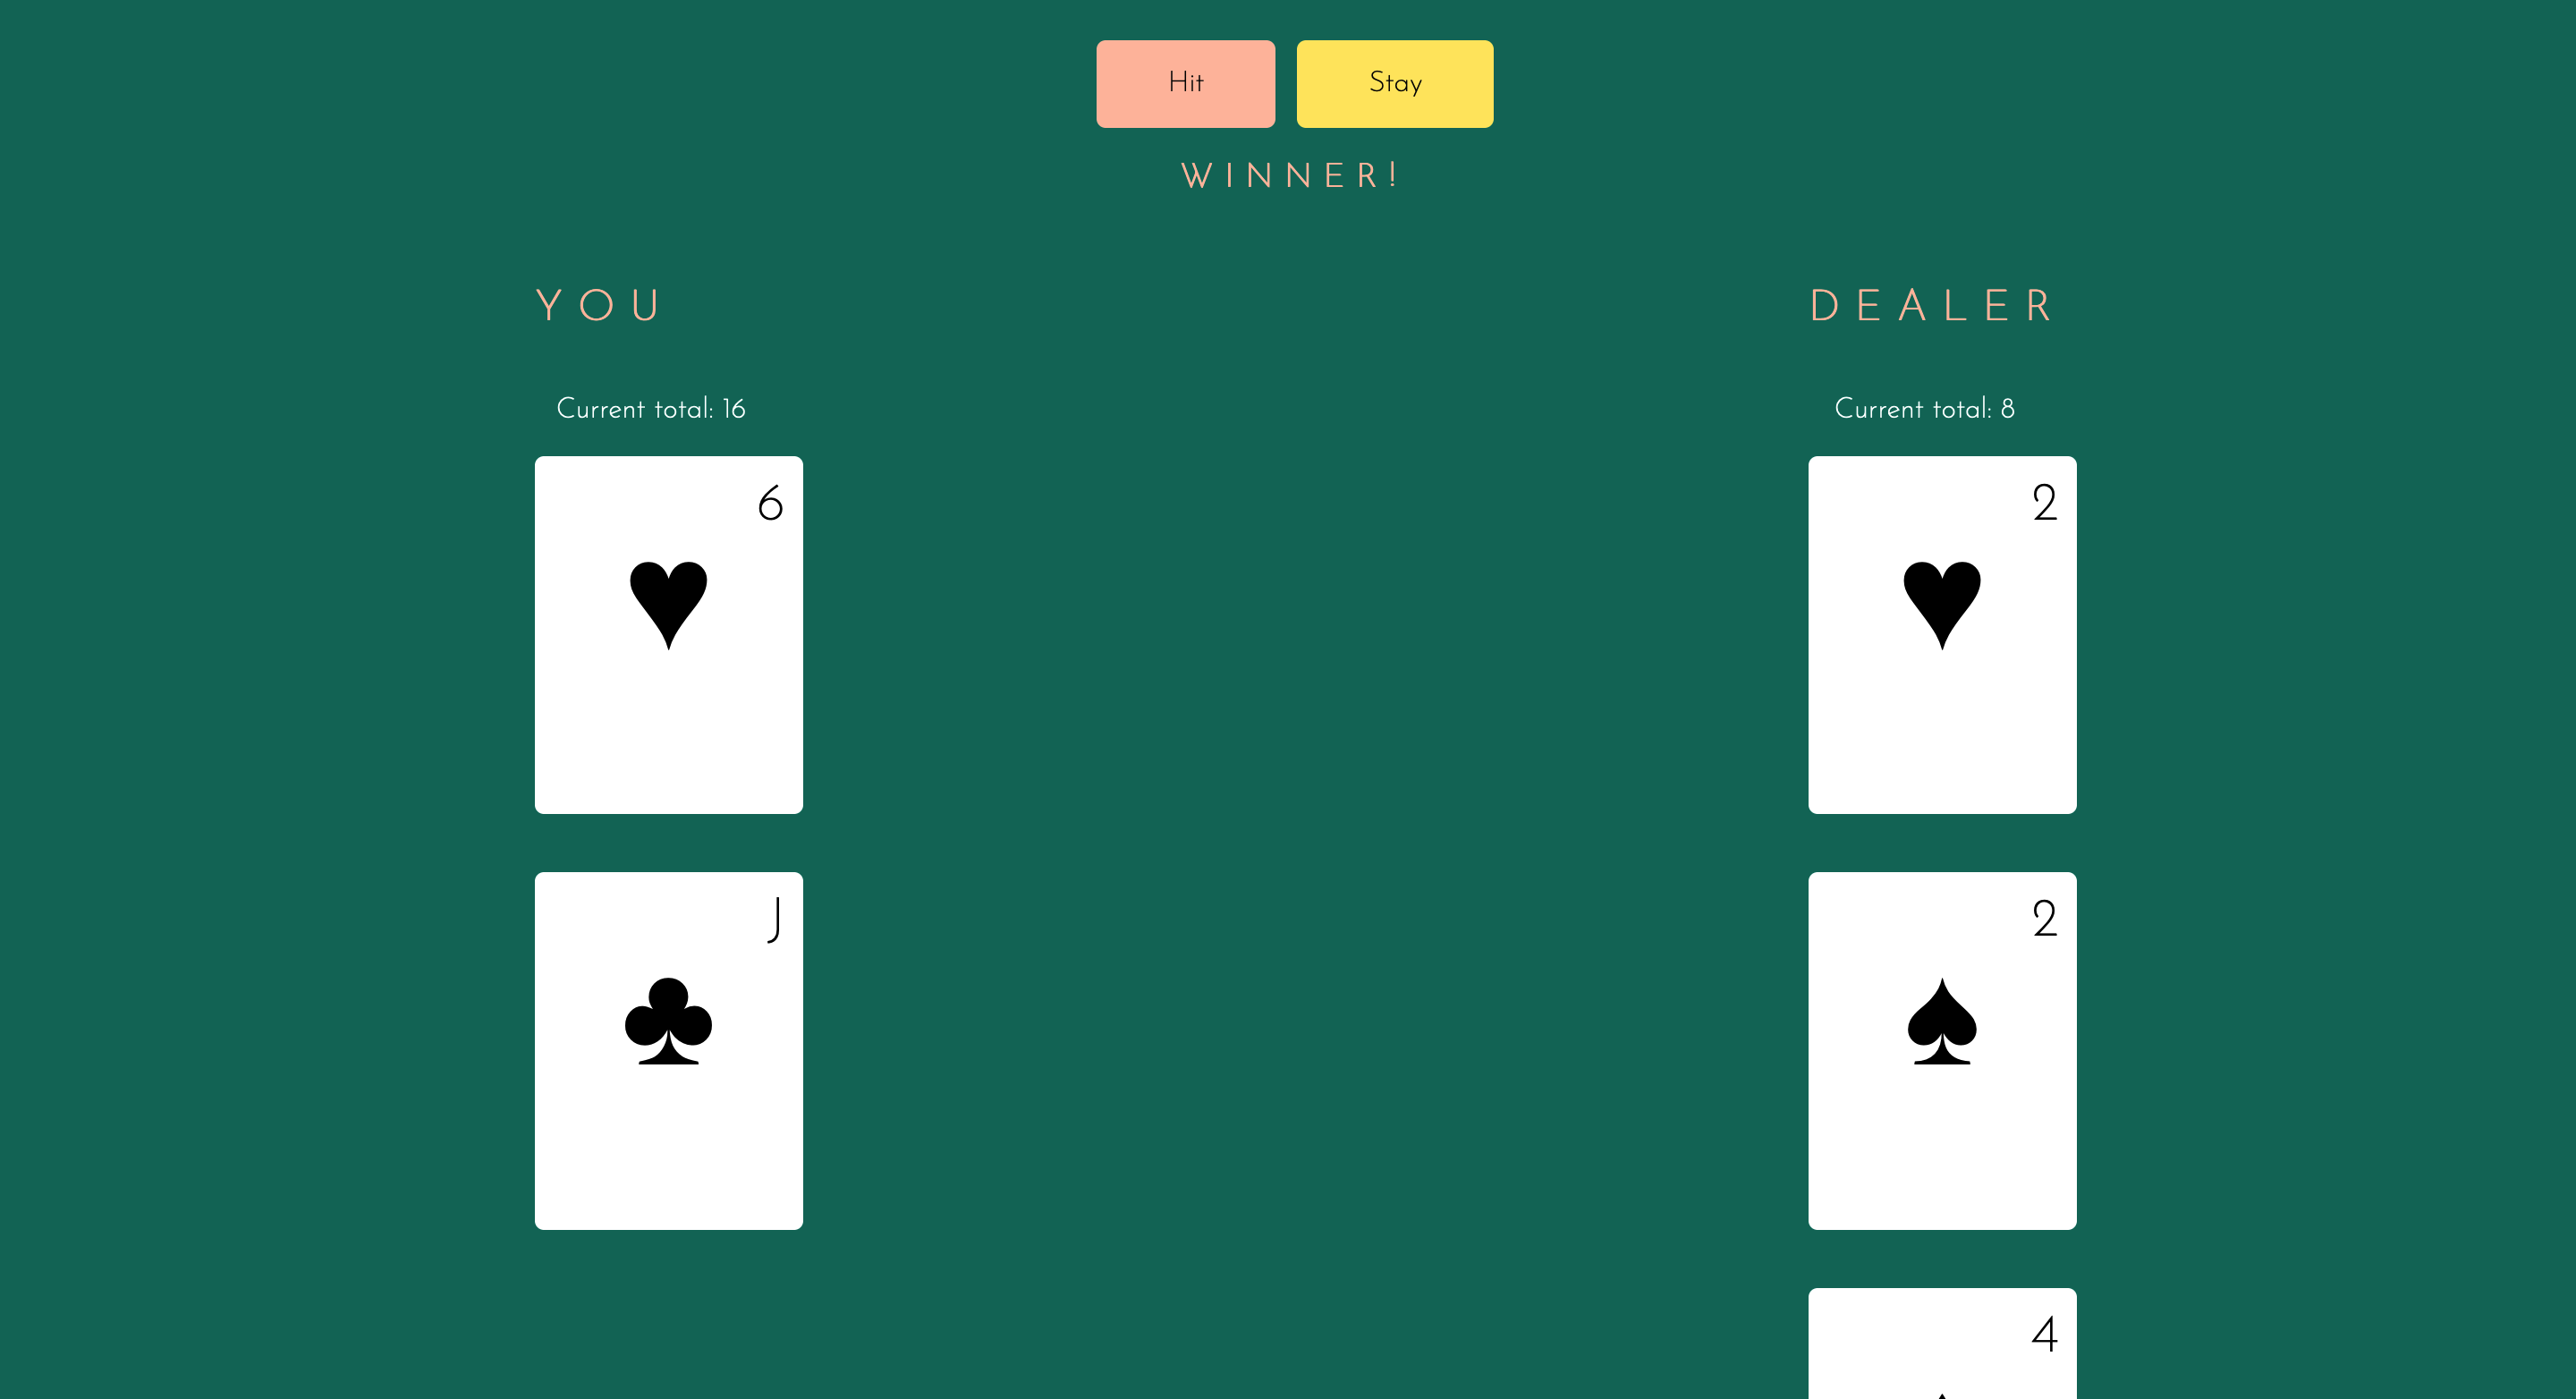 Hit
Stay
WINNER!
YOU
Current total: 16
6
J
DEALER
Current total: 8
2
2
4